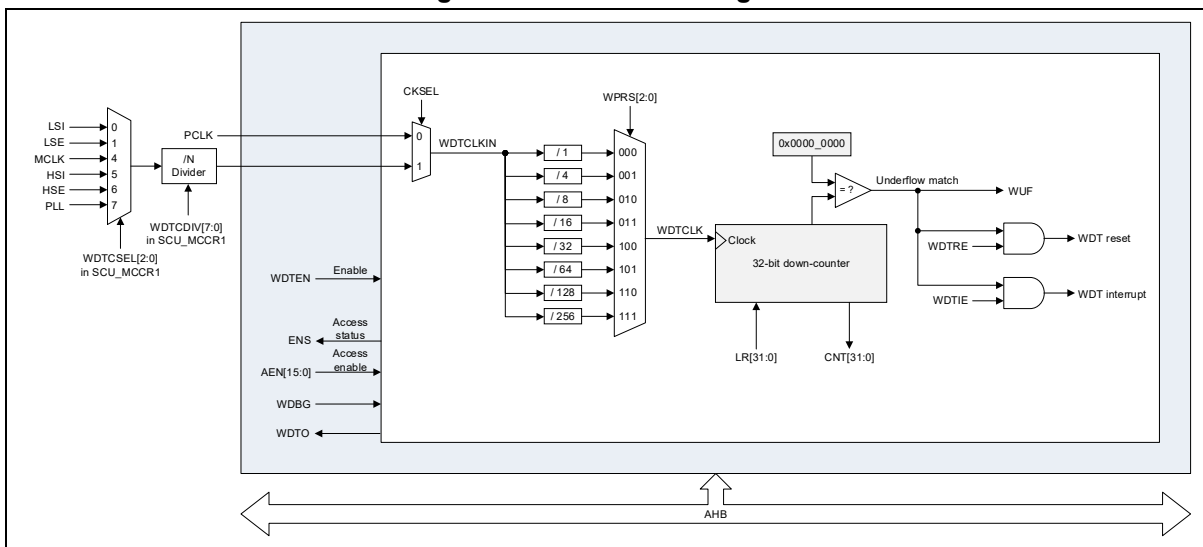 LSI
LSE
MCLK
HSI
HSE
PLL
0
1
4
5
6
7
/N
Divider
WDTCDIV[7:0]
in SCU_MCCR1
WDTCSEL[2:0]
in SCU_MCCR1
PCLK
CKSEL
0
1
WDTCLKIN
WPRS[2:0]
/ 1
000
/ 4
001
/ 8
010
/ 16
011
/ 32
100
/ 64
101
/ 128
110
/ 256
111
WDTCLK
0x0000_0000
= ?
Underflow match
WUF
Clock
32-bit down-counter
WDTRE
WDT reset
WDTIE
WDT interrupt
LR[31:0]
CNT[31:0]
WDTEN
Enable
ENS
Access
status
AEN[15:0]
Access
enable
WDBG
WDTO
AHB